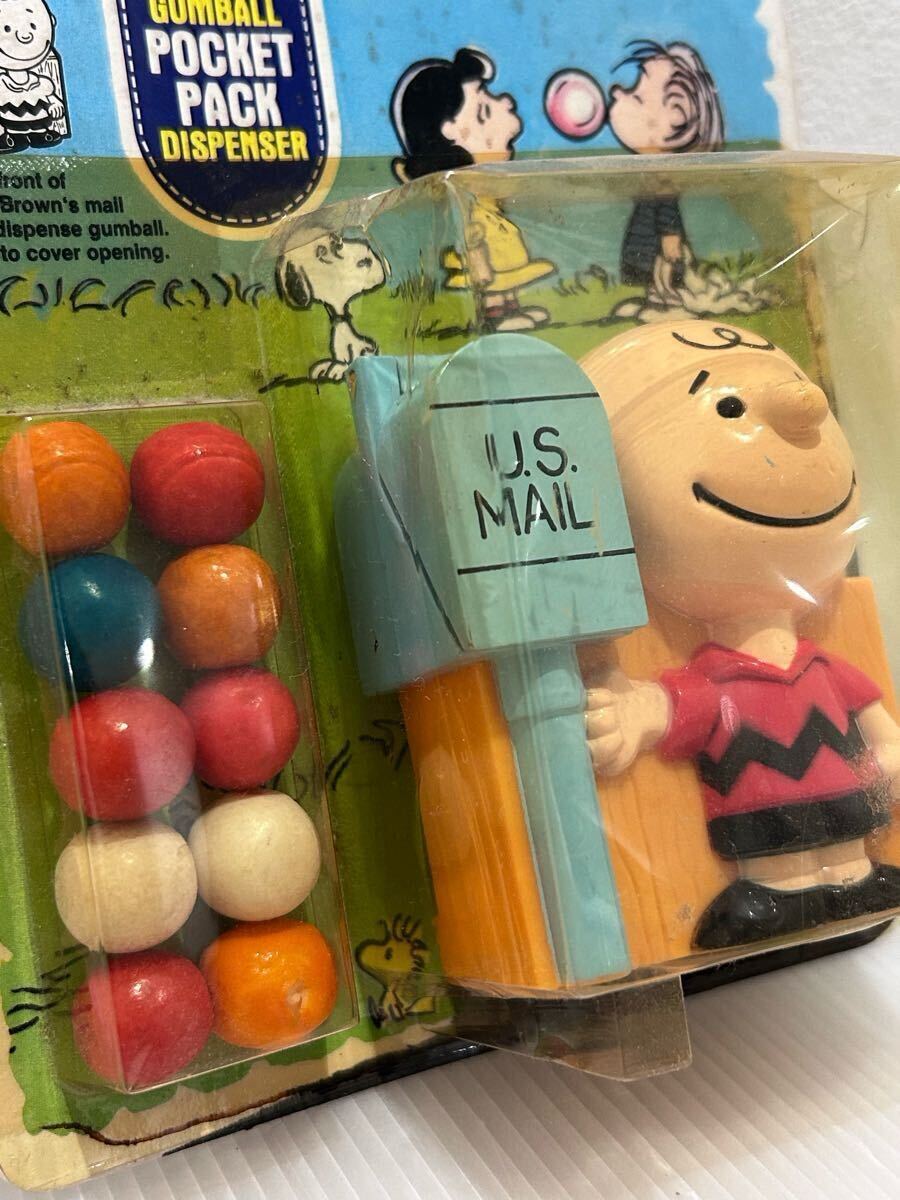 GUMBALL
POCKET
PACK
DISPENSER
front of
Brown's mail
dispense gumball.
to cover opening.
U.S.
MAIL